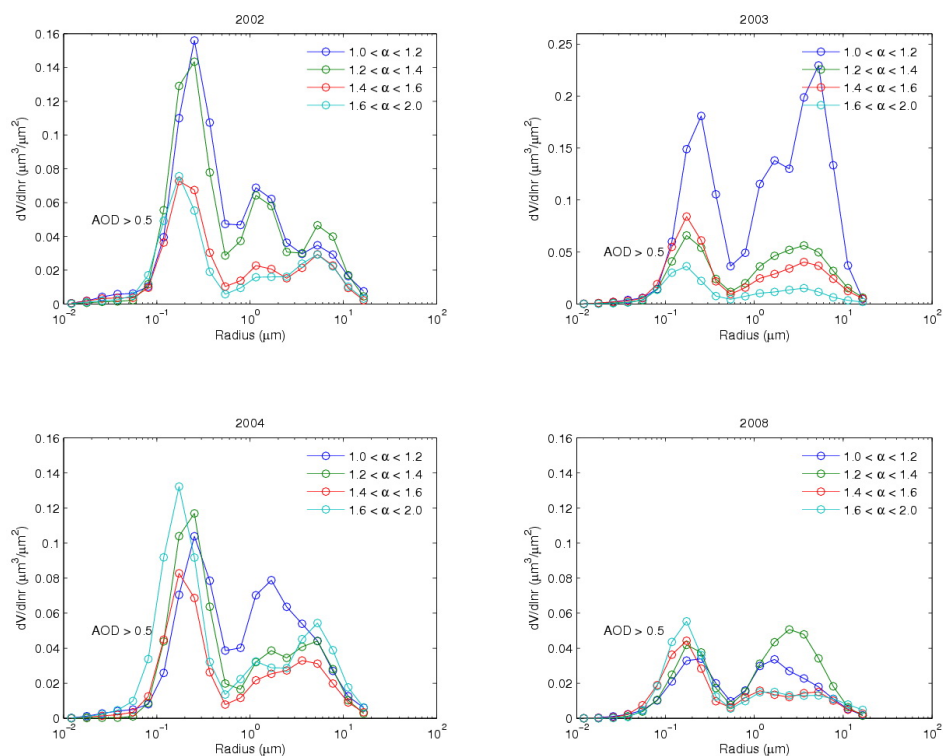 2002
0.16
0.14
0.12
0.1
0.08
0.06
0.04
0.02
0
dV/dlnr (μm³/μm²)
1.0 < α < 1.2
1.2 < α < 1.4
1.4 < α < 1.6
1.6 < α < 2.0
AOD > 0.5
10⁻² 10⁻¹ 10⁰ 10¹ 10²
Radius (μm)
2003
0.25
0.2
0.15
0.1
0.05
0
dV/dlnr (μm³/μm²)
1.0 < α < 1.2
1.2 < α < 1.4
1.4 < α < 1.6
1.6 < α < 2.0
AOD > 0.5
10⁻² 10⁻¹ 10⁰ 10¹ 10²
Radius (μm)
2004
0.16
0.14
0.12
0.1
0.08
0.06
0.04
0.02
0
dV/dlnr (μm³/μm²)
1.0 < α < 1.2
1.2 < α < 1.4
1.4 < α < 1.6
1.6 < α < 2.0
AOD > 0.5
10⁻² 10⁻¹ 10⁰ 10¹ 10²
Radius (μm)
2008
0.16
0.14
0.12
0.1
0.08
0.06
0.04
0.02
0
dV/dlnr (μm³/μm²)
1.0 < α < 1.2
1.2 < α < 1.4
1.4 < α < 1.6
1.6 < α < 2.0
AOD > 0.5
10⁻² 10⁻¹ 10⁰ 10¹ 10²
Radius (μm)